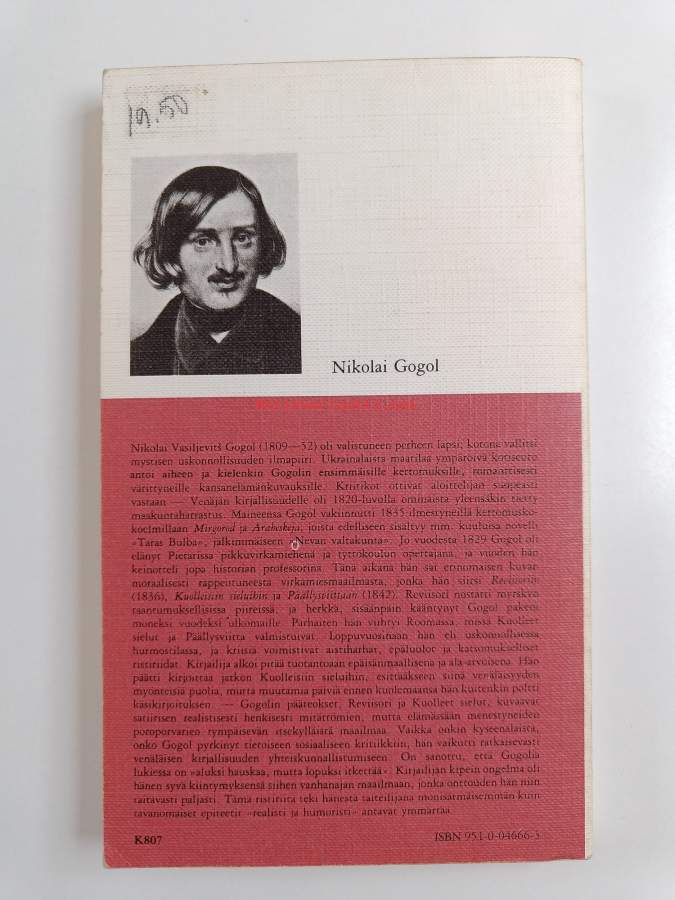 19.50
Nikolai Gogol
Nikolai Vasiljevitš Gogol (1809—52) oli valistuneen perheen lapsi; kotona vallitsi
mystisen uskonnollisuuden ilmapiiri. Ukrainalaista maatilaa ympäröivä kotiseutu
antoi aiheen ja kielenkin Gogolin ensimmäisille kertomuksille, romanttisesti
väritttyneille kansanelämänkuvauksille. Kriitikot ottivat aloittelijan suopeasti
vastaan — Venäjän kirjallisuudelle oli 1820-luvulla ominaista yleensäkin tietty
maakuntaharrastus. Maineensa Gogol vakiinnutti 1835 ilmestyneillä kertomusko-
koelmillaan Mirgorod ja Arabeskeja, joista edelliseen sisältyy mm. kuuluisa novelli
»Taras Bulba», jälkimmäiseen »Nevan valtakatu». Jo vuodesta 1829 Gogol oli
elänyt Pietarissa pikkuvirkamiehenä ja tyttökoulun opettajana, ja vuoden hän
keinotteli jopa historian professorina. Tänä aikana hän sai erinomaisen kuvan
moraalisesti rappeutuneesta virkamiesmaailmasta, jonka hän siirsi Revisoriin
(1836), Kuolleisiin sieluihin ja Päällysviittaan (1842). Reviisori nostatti myrskyn
taantumuksellisissa piireissä, ja herkkä, sisäänpäin kääntynyt Gogol pakeni
moneksi vuodeksi ulkomaille. Parhaiten hän viihtyi Roomassa, missä Kuolleet
sielut ja Päällysviitta valmistuivat. Loppuvuosinaan hän eli uskonnollisessa
hurmostilassa, ja kriisiä voimistivat aistiharhat, epäluulot ja katsomukselliset
ristiriidat. Kirjailija alkoi pitää tuotantoaan epäisänmaallisena ja ala-arvoisena. Hän
päätti kirjoittaa jatkon Kuolleisiin sieluihin, esittääkseen siinä venäläisyyden
myönteisiä puolia, mutta muutamia päiviä ennen kuolemaansa hän kuitenkin poltti
käsikirjoituksen. — Gogolin pääteokset, Reviisori ja Kuolleet sielut, kuvaavat
satiirisen realistisesti henkisesti mitättömien, mutta elämässään menestyneiden
poroporvarien tympäisevän itsekylläistä maailmaa. Vaikka onkin kyseenalaista,
onko Gogol pyrkinyt tietoiseen sosiaaliseen kritiikkiin, hän vaikutti ratkaisevasti
venäläisen kirjallisuuden yhteiskunnallistumiseen. On sanottu, että Gogolia
lukiessa on »aluksi hauskaa, mutta lopuksi itkettää». Kirjailijan kipein ongelma oli
hänen syvä kiintymyksensä siihen vanhanajan maailmaan, jonka onttouden hän niin
taitavasti paljasti. Tämä ristiriita teki hänestä taiteilijana monisärmäisemmän kuin
tavanomaiset epiteetit »realisti ja humoristi» antavat ymmärtää.
K807
ISBN 951-0-04666-3